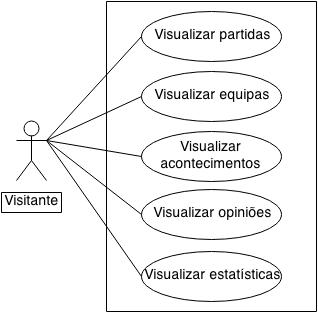 Visualizar partidas
Visualizar equipas
Visualizar
acontecimentos
Visitante
Visualizar opiniões
Visualizar estatísticas